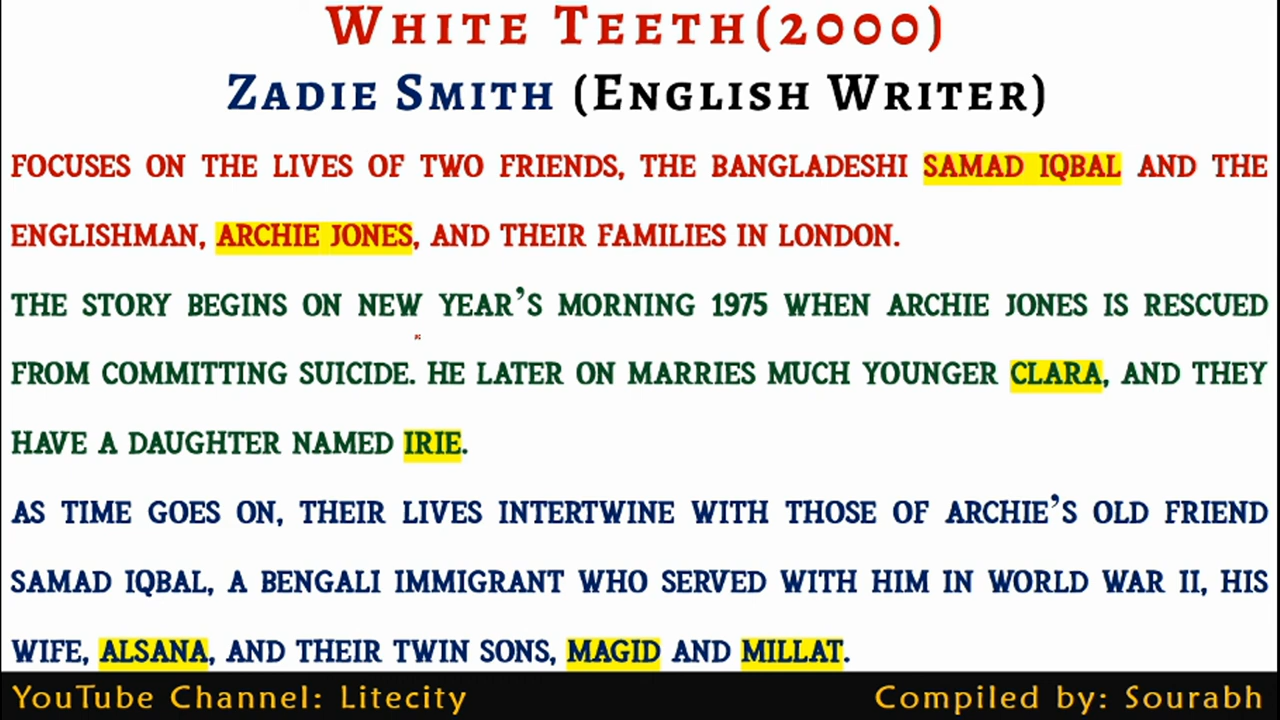 White Teeth(2000)
Zadie Smith (English Writer)
FOCUSES ON THE LIVES OF TWO FRIENDS, THE BANGLADESHI SAMAD IQBAL AND THE
ENGLISHMAN, ARCHIE JONES, AND THEIR FAMILIES IN LONDON.
THE STORY BEGINS ON NEW YEAR’S MORNING 1975 WHEN ARCHIE JONES IS RESCUED
FROM COMMITTING SUICIDE. HE LATER ON MARRIES MUCH YOUNGER CLARA, AND THEY
HAVE A DAUGHTER NAMED IRIE.
AS TIME GOES ON, THEIR LIVES INTERTWINE WITH THOSE OF ARCHIE’S OLD FRIEND
SAMAD IQBAL, A BENGALI IMMIGRANT WHO SERVED WITH HIM IN WORLD WAR II, HIS
WIFE, ALSANA, AND THEIR TWIN SONS, MAGID AND MILLAT.
YouTube Channel: Litecity
Compiled by: Sourabh